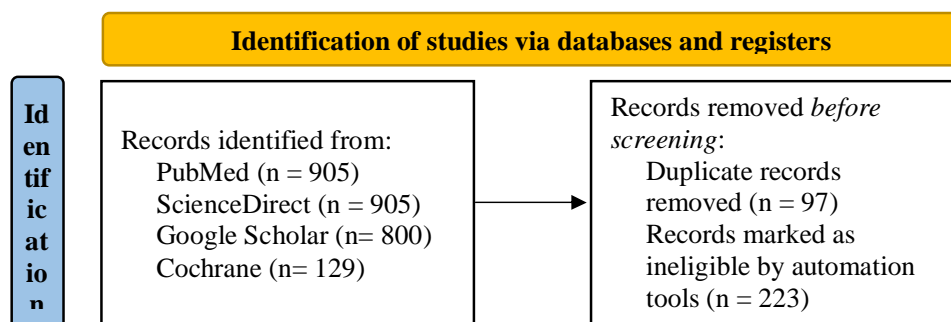 Identification of studies via databases and registers
Id
en
tif
ic
at
io
n
Records identified from:
PubMed (n = 905)
ScienceDirect (n = 905)
Google Scholar (n= 800)
Cochrane (n= 129)
Records removed before
screening:
Duplicate records
removed (n = 97)
Records marked as
ineligible by automation
tools (n = 223)